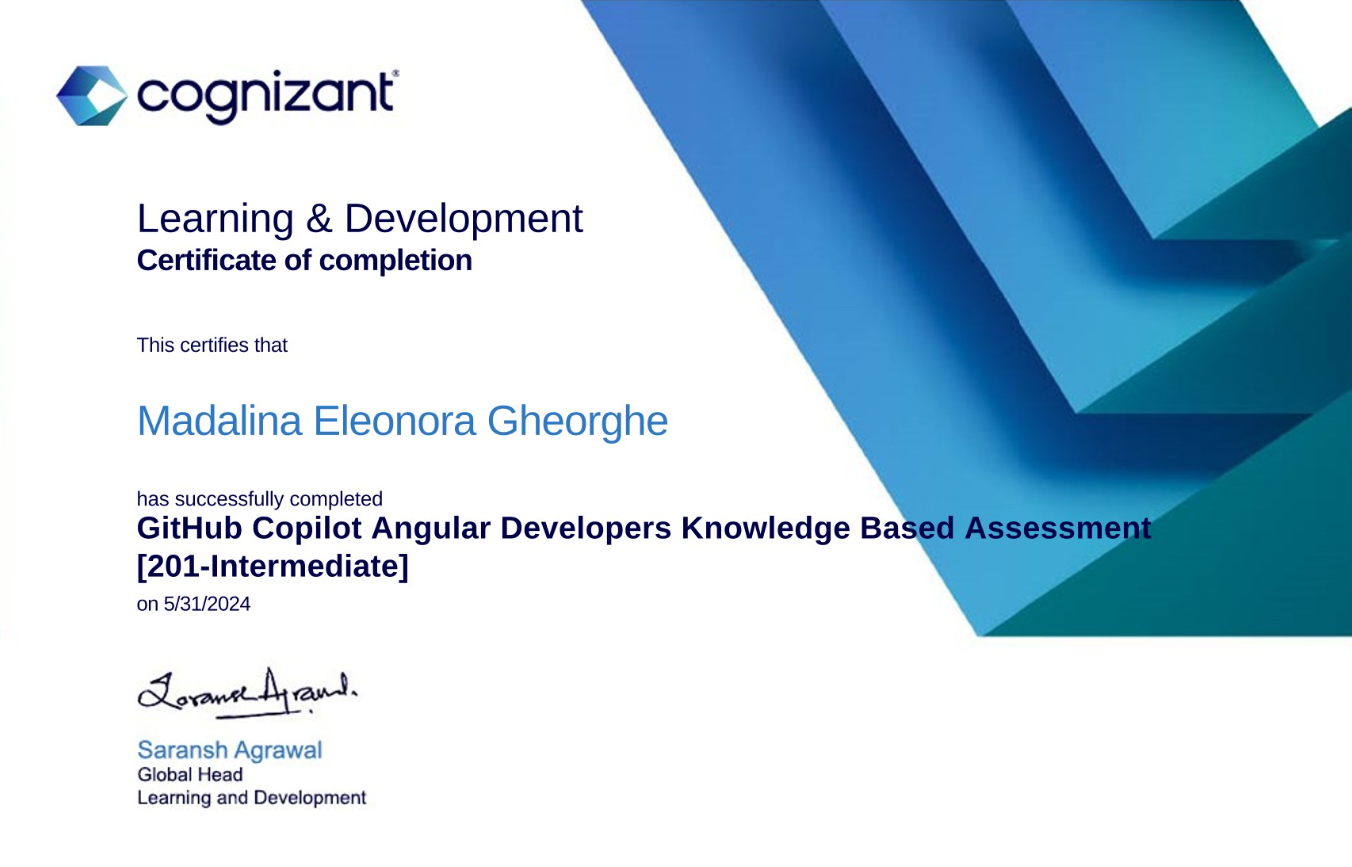 cognizant®
Learning & Development
Certificate of completion
This certifies that
Madalina Eleonora Gheorghe
has successfully completed
GitHub Copilot Angular Developers Knowledge Based Assessment
[201-Intermediate]
on 5/31/2024
Saransh Agrawal
Global Head
Learning and Development